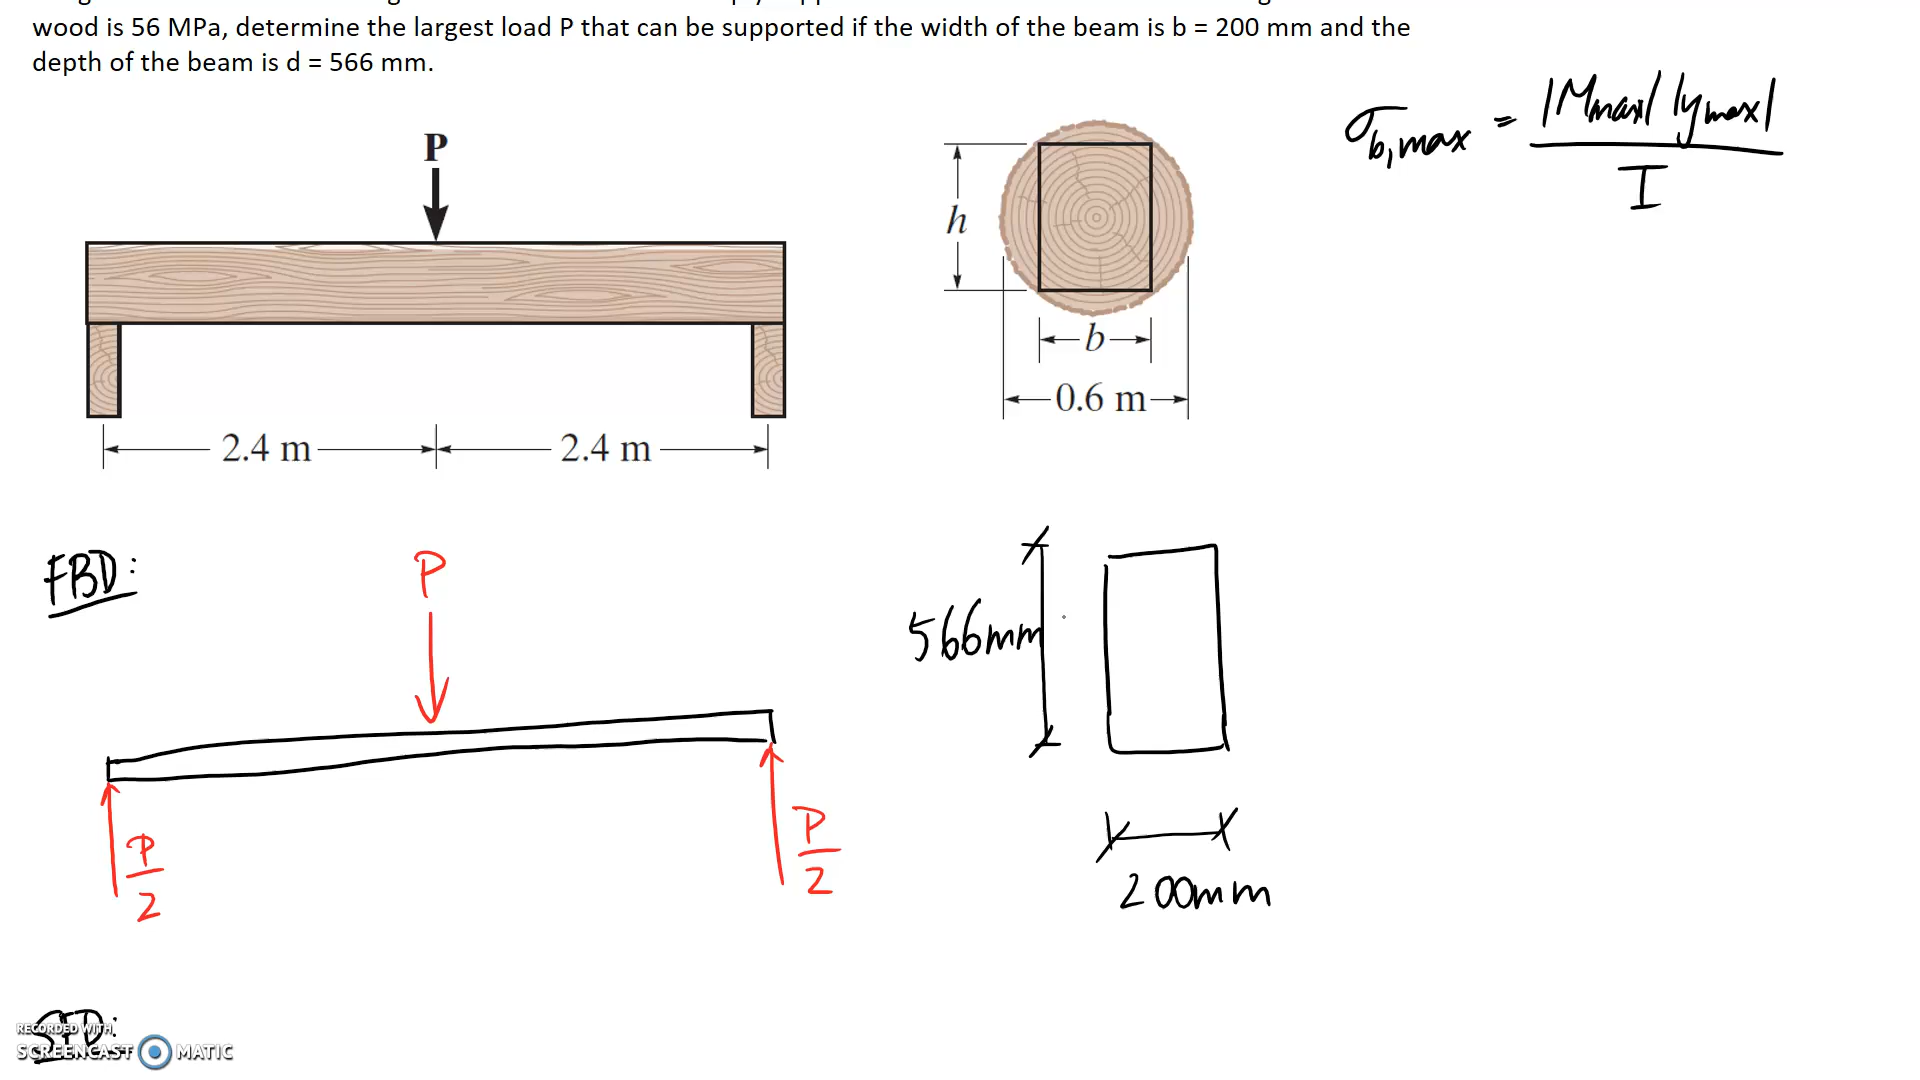 wood is 56 MPa, determine the largest load P that can be supported if the width of the beam is b = 200 mm and the
depth of the beam is d = 566 mm.
σb,max = |Mmax| |ymax|
I
P
h
b
0.6 m
2.4 m 2.4 m
FBD:
P
566mm
P
2
P
2
200mm
SFD:
RECORDED WITH
SCREENCAST MATIC